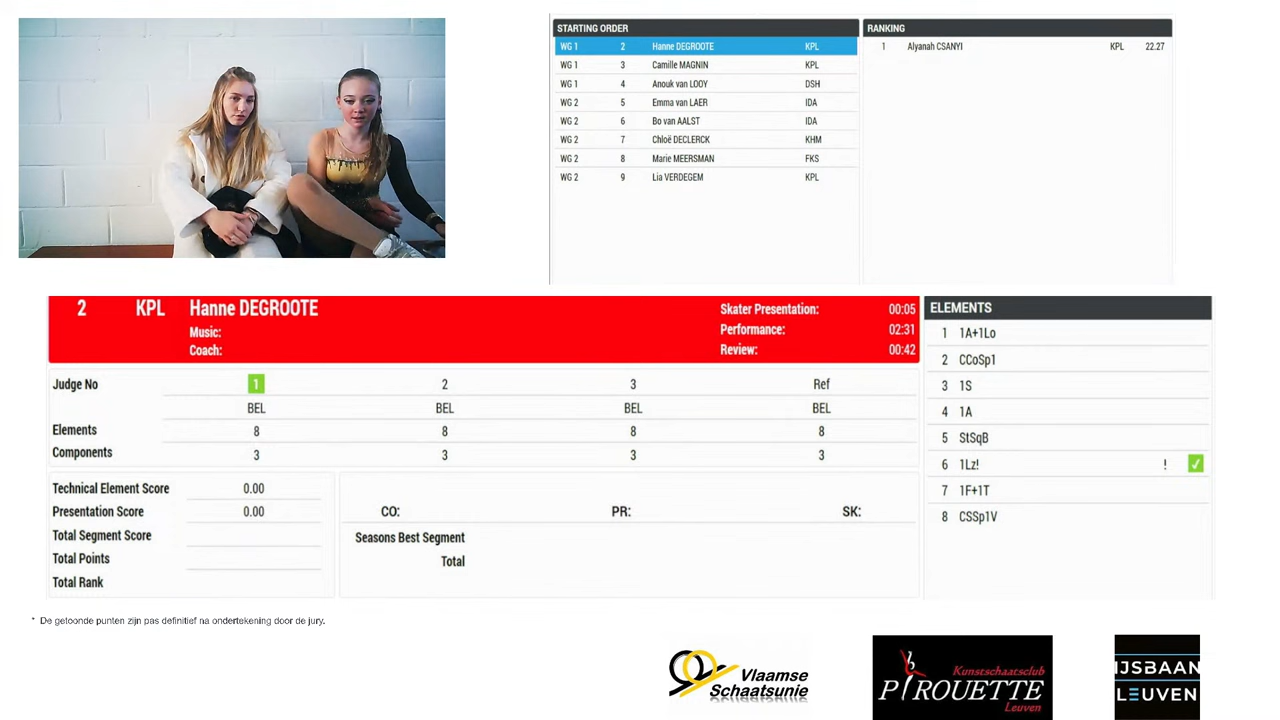 STARTING ORDER
WG 1 2 Hanne DEGROOTE KPL
WG 1 3 Camille MAGNIN KPL
WG 1 4 Anouk van LOOY DSH
WG 2 5 Emma van LAER IDA
WG 2 6 Bo van AALST IDA
WG 2 7 Chloë DECLERCK KHM
WG 2 8 Marie MEERSMAN FKS
WG 2 9 Lia VERDEGEM KPL
RANKING
1 Alyanah CSANYI KPL 22.27
2 KPL Hanne DEGROOTE
Music:
Coach:
Skater Presentation: 00:05
Performance: 02:31
Review: 00:42
Judge No 1 2 3 Ref
BEL BEL BEL BEL
Elements 8 8 8 8
Components 3 3 3 3
Technical Element Score 0.00
Presentation Score 0.00
Total Segment Score
Total Points
Total Rank
CO: PR: SK:
Seasons Best Segment
Total
ELEMENTS
1 1A+1Lo
2 CCoSp1
3 1S
4 1A
5 StSqB
6 1Lz! !
7 1F+1T
8 CSSp1V
* De getoonde punten zijn pas definitief na ondertekening door de jury.
Vlaamse
Schaatsunie
Kunstschaatsclub
PIROUETTE
Leuven
IJSBAAN
LEUVEN